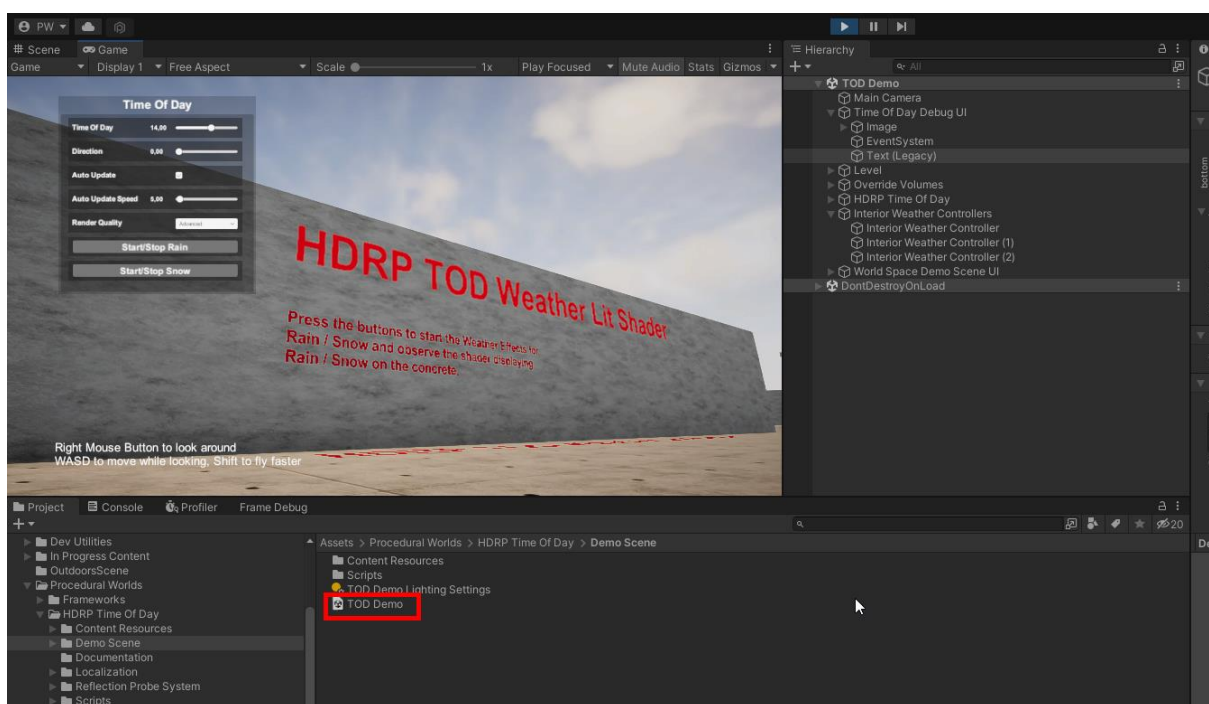 PW
# Scene
Game
Game
Display 1
Free Aspect
Scale
1x
Play Focused
Mute Audio
Stats
Gizmos
Time Of Day
Time Of Day 14,00
Direction 0,00
Auto Update
Auto Update Speed 5,00
Render Quality Advanced
Start/Stop Rain
Start/Stop Snow
HDRP TOD Weather Lit Shader
Press the buttons to start the Weather Effects for
Rain / Snow and observe the shader displaying
Rain / Snow on the concrete.
Right Mouse Button to look around
WASD to move while looking, Shift to fly faster
Hierarchy
All
TOD Demo
Main Camera
Time Of Day Debug UI
Image
EventSystem
Text (Legacy)
Level
Override Volumes
HDRP Time Of Day
Interior Weather Controllers
Interior Weather Controller
Interior Weather Controller (1)
Interior Weather Controller (2)
World Space Demo Scene UI
DontDestroyOnLoad
bottom
Project
Console
Profiler
Frame Debug
20
Dev Utilities
In Progress Content
OutdoorsScene
Procedural Worlds
Frameworks
HDRP Time Of Day
Content Resources
Demo Scene
Documentation
Localization
Reflection Probe System
Scripts
Assets > Procedural Worlds > HDRP Time Of Day > Demo Scene
Content Resources
Scripts
TOD Demo Lighting Settings
TOD Demo
De